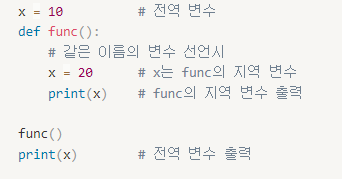 x = 10 # 전역 변수
def func():
# 같은 이름의 변수 선언시
x = 20 # x는 func의 지역 변수
print(x) # func의 지역 변수 출력
func()
print(x) # 전역 변수 출력